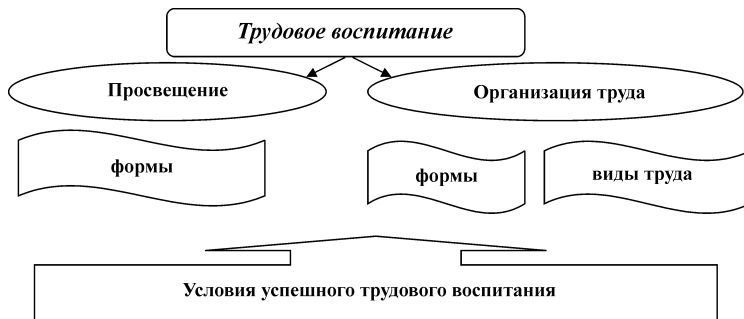 Трудовое воспитание
Просвещение
Организация труда
формы
формы
виды труда
Условия успешного трудового воспитания